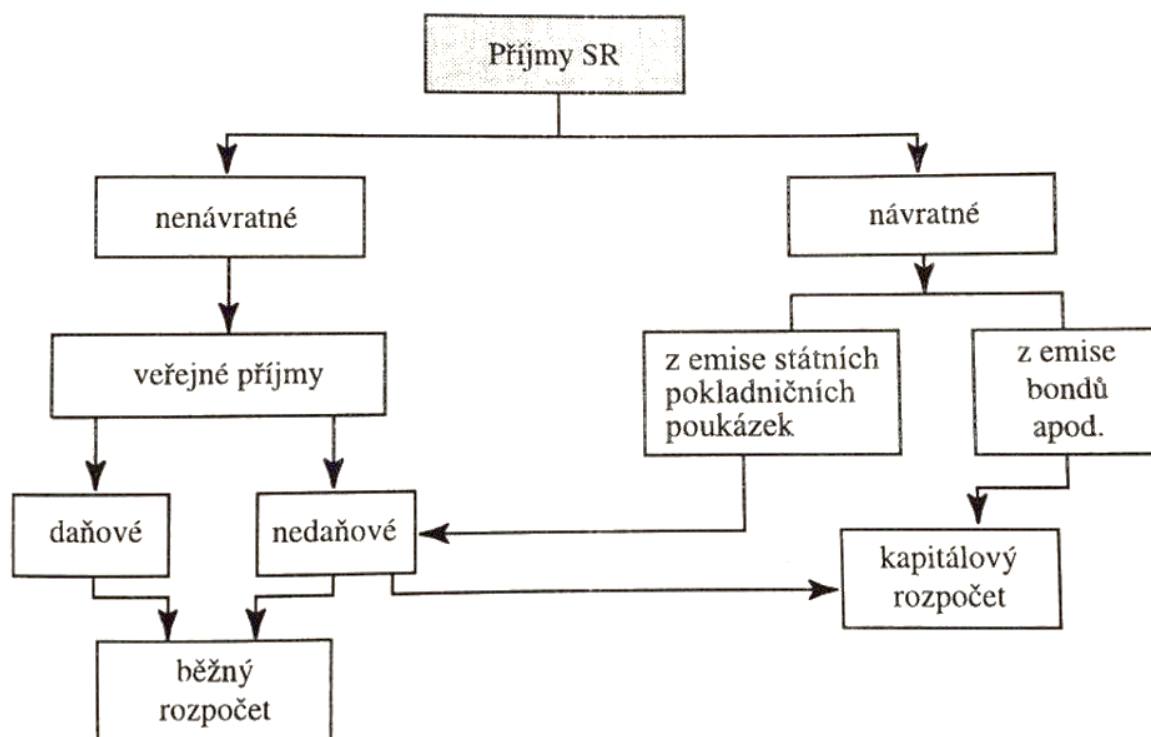 Příjmy SR
nenávratné
návratné
veřejné příjmy
z emise státních
pokladničních
poukázek
z emise
bondů
apod.
daňové
nedaňové
kapitálový
rozpočet
běžný
rozpočet